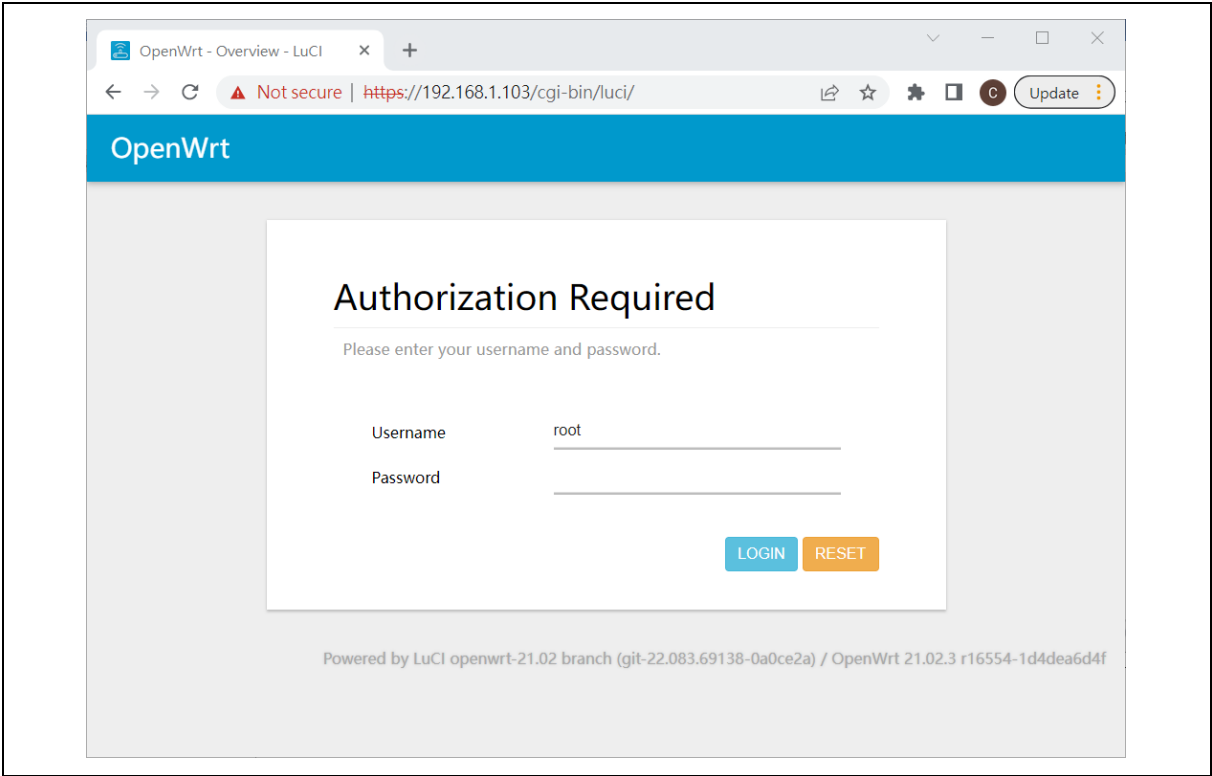 OpenWrt - Overview - LuCI
Not secure | https://192.168.1.103/cgi-bin/luci/
C
Update
OpenWrt
Authorization Required
Please enter your username and password.
Username root
Password
LOGIN RESET
Powered by LuCI openwrt-21.02 branch (git-22.083.69138-0a0ce2a) / OpenWrt 21.02.3 r16554-1d4dea6d4f